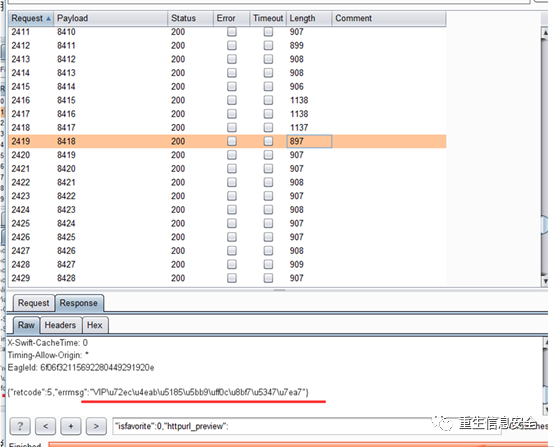 Request Payload Status Error Timeout Length Comment
2411 8410 200 907
2412 8411 200 899
2413 8412 200 908
2414 8413 200 908
2415 8414 200 906
2416 8415 200 1138
2417 8416 200 1138
2418 8417 200 1137
2419 8418 200 897
2420 8419 200 907
2421 8420 200 907
2422 8421 200 908
2423 8422 200 907
2424 8423 200 908
2425 8424 200 907
2426 8425 200 907
2427 8426 200 908
2428 8427 200 909
2429 8428 200 907
Request Response
Raw Headers Hex
X-Swift-CacheTime: 0
Timing-Allow-Origin: *
EagleId: 6f06f32115692280449291920e
{"retcode":5,"errmsg":"VIP\u72ec\u4eab\u5185\u5bb9\uff0c\u8bf7\u5347\u7ea7"}
? < + > "isfavorite":0,"httpurl_preview":
重生信息安全
Finished